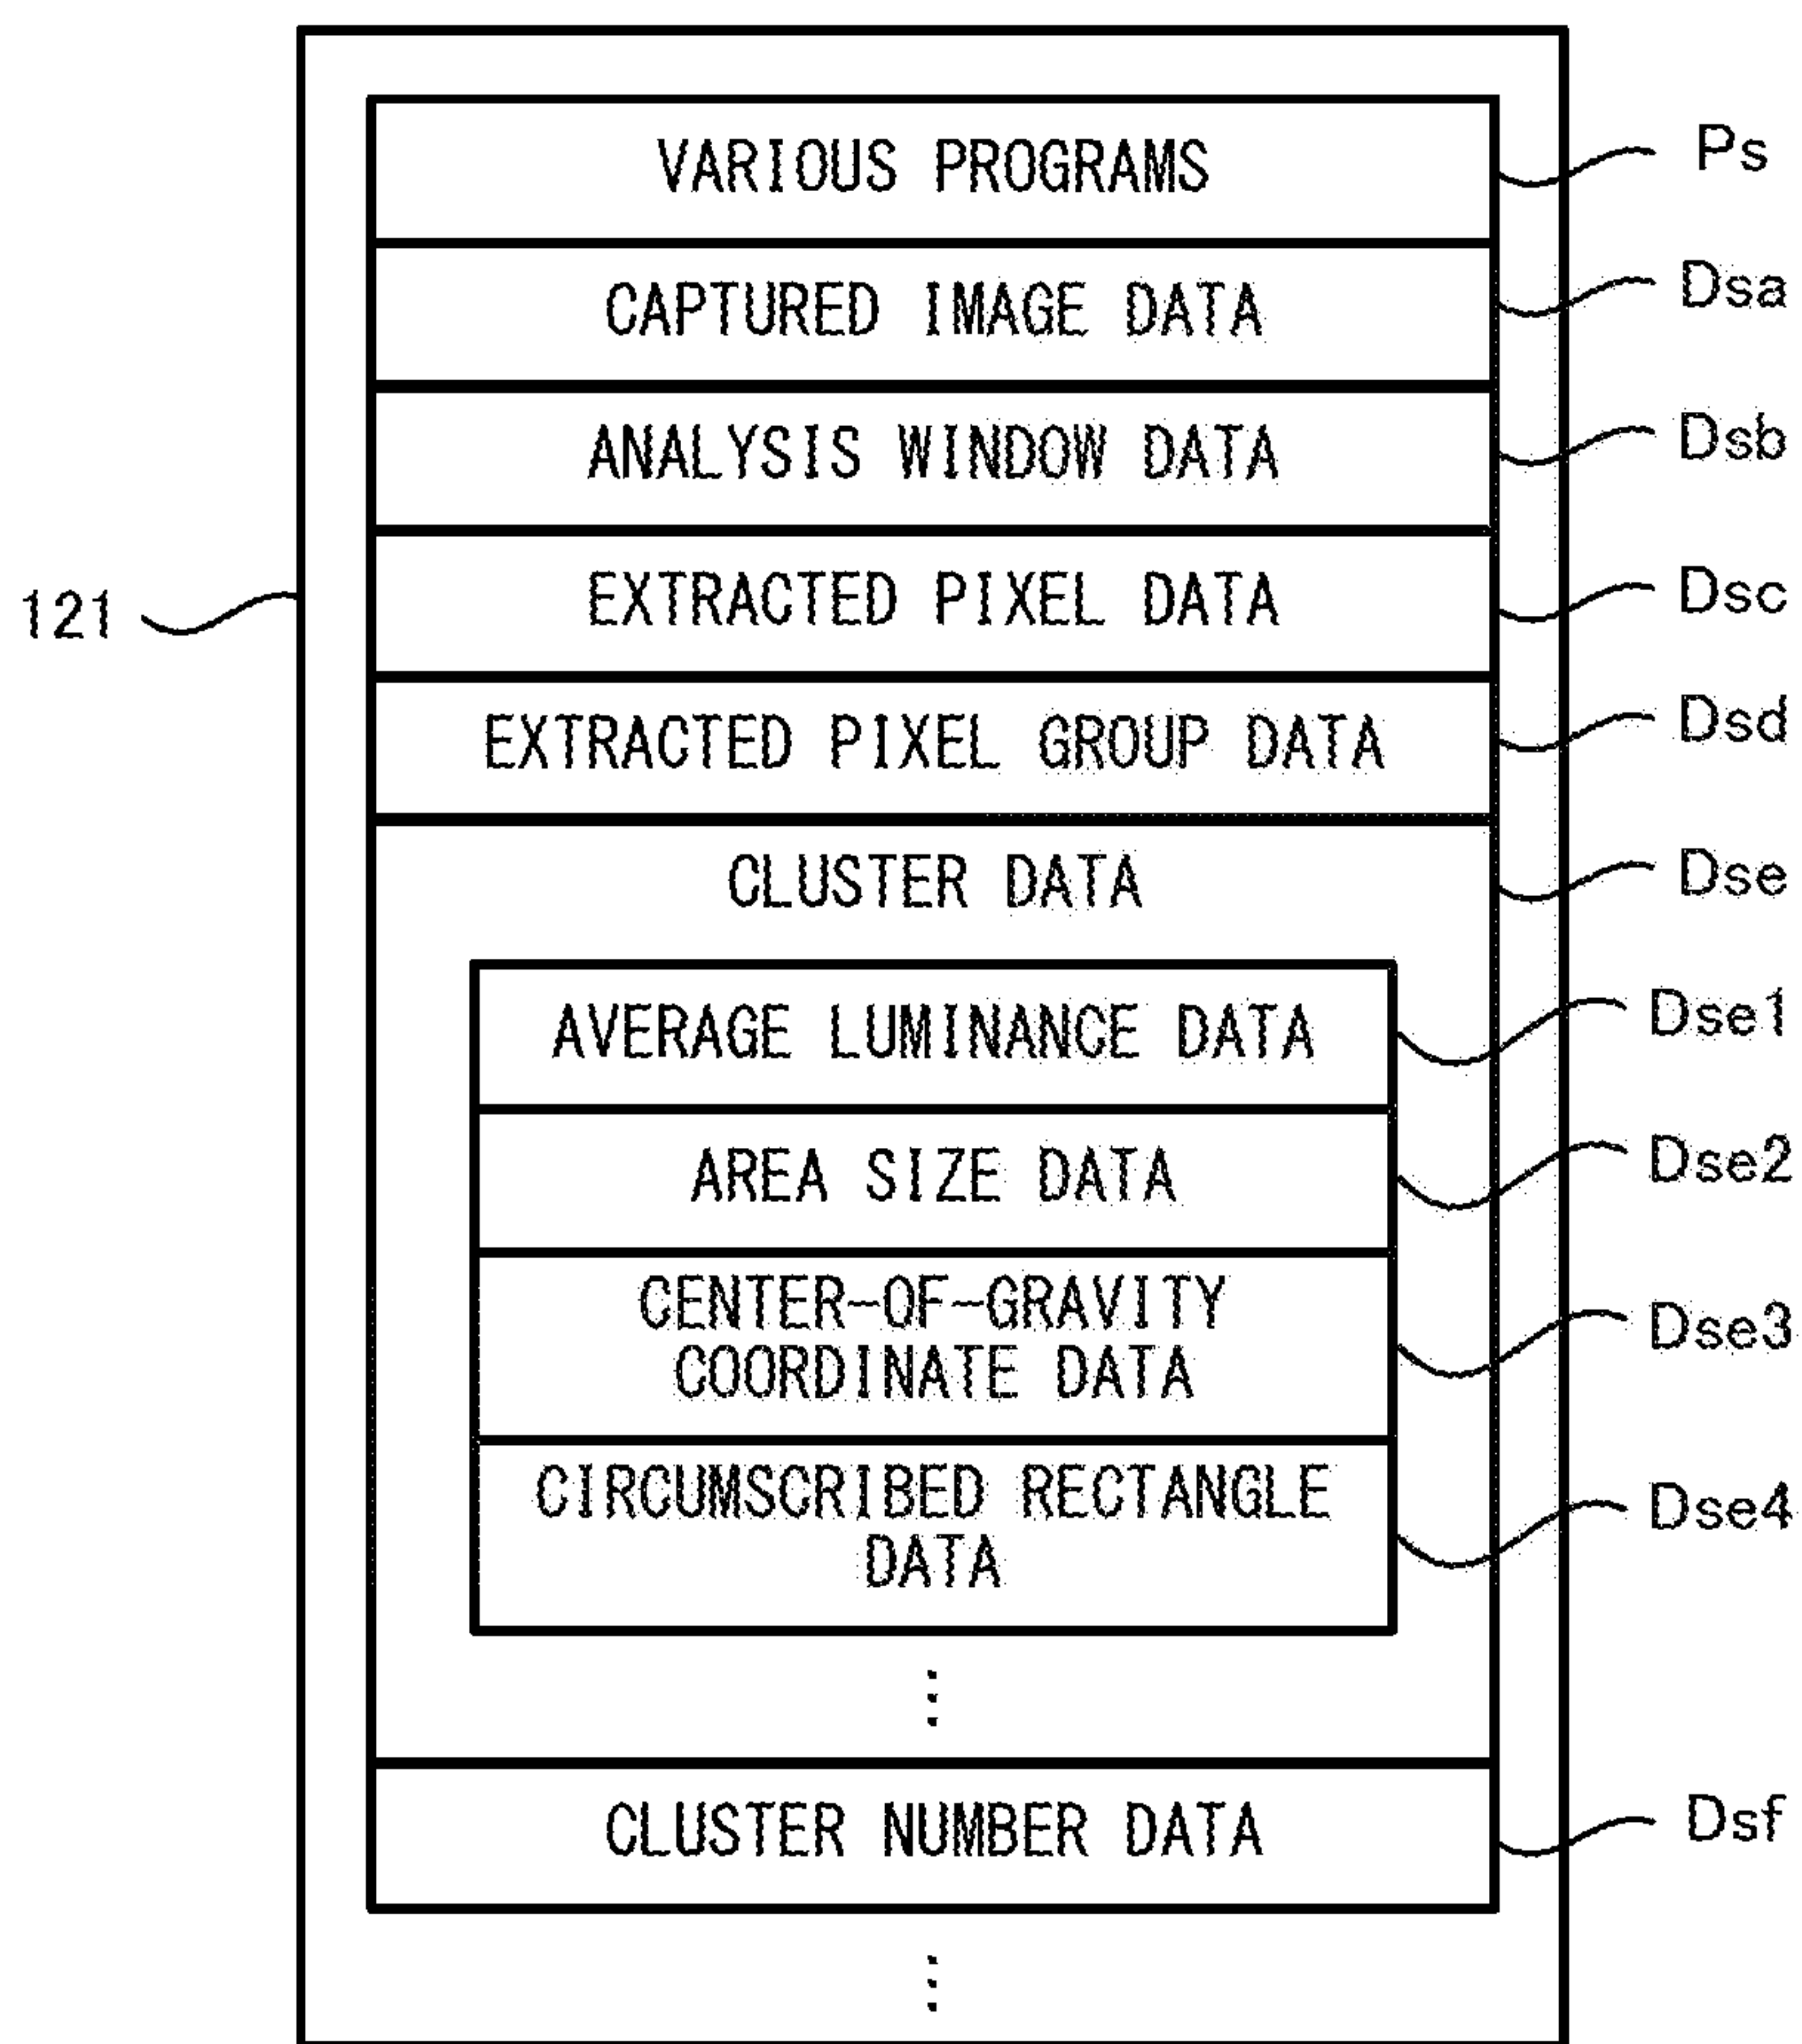 VARIOUS PROGRAMS
Ps
CAPTURED IMAGE DATA
Dsa
ANALYSIS WINDOW DATA
Dsb
121
EXTRACTED PIXEL DATA
Dsc
EXTRACTED PIXEL GROUP DATA
Dsd
CLUSTER DATA
Dse
AVERAGE LUMINANCE DATA
Dse1
AREA SIZE DATA
Dse2
CENTER-OF-GRAVITY
COORDINATE DATA
Dse3
CIRCUMSCRIBED RECTANGLE
DATA
Dse4
CLUSTER NUMBER DATA
Dsf